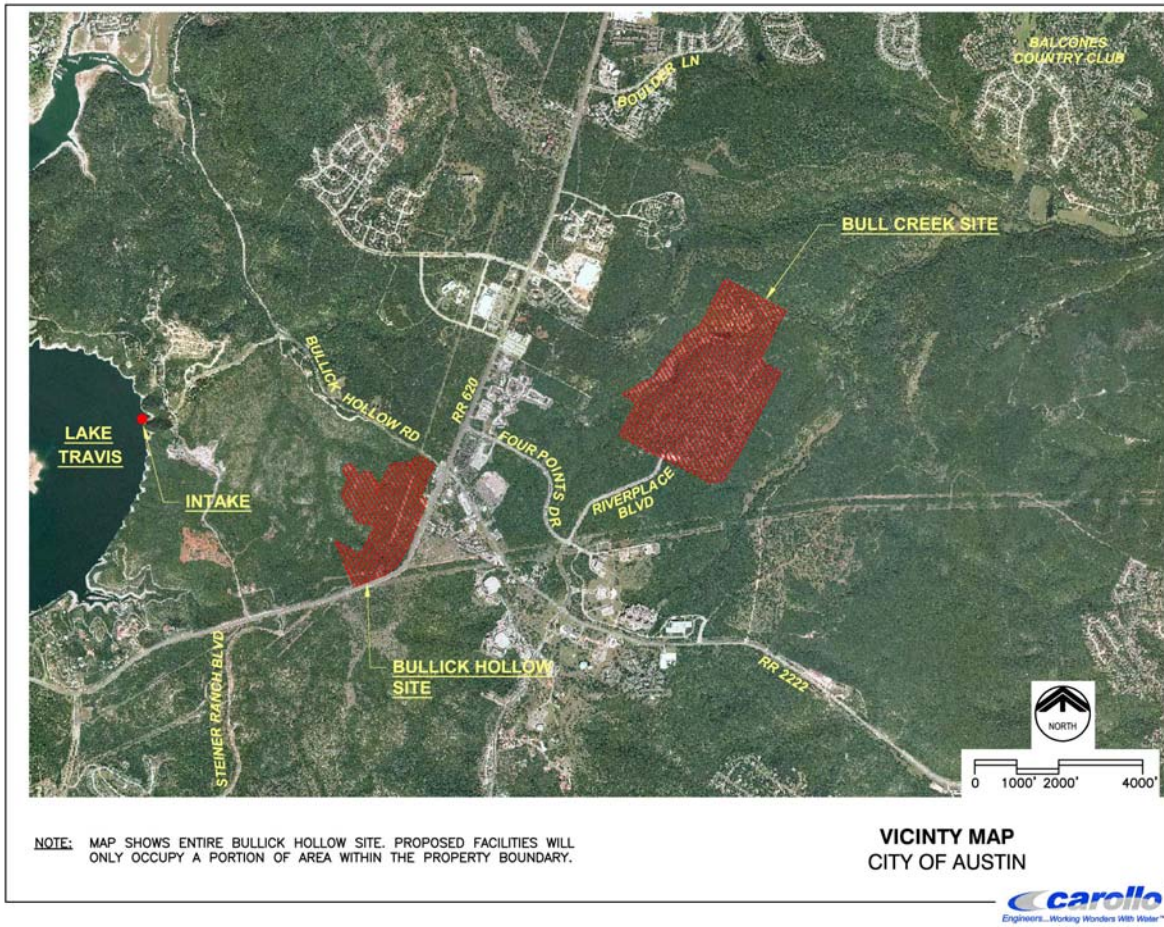 BALCONES
COUNTRY CLUB
BOULDER LN
BULL CREEK SITE
BULLICK HOLLOW RD
RR 620
LAKE
TRAVIS
FOUR POINTS DR
INTAKE
RIVERPLACE
BLVD
BULLICK HOLLOW
SITE
RR 2222
STEINER RANCH BLVD
NORTH
0 1000' 2000' 4000'
NOTE: MAP SHOWS ENTIRE BULLICK HOLLOW SITE. PROPOSED FACILITIES WILL
ONLY OCCUPY A PORTION OF AREA WITHIN THE PROPERTY BOUNDARY.
VICINTY MAP
CITY OF AUSTIN
carollo
Engineers...Working Wonders With Water™